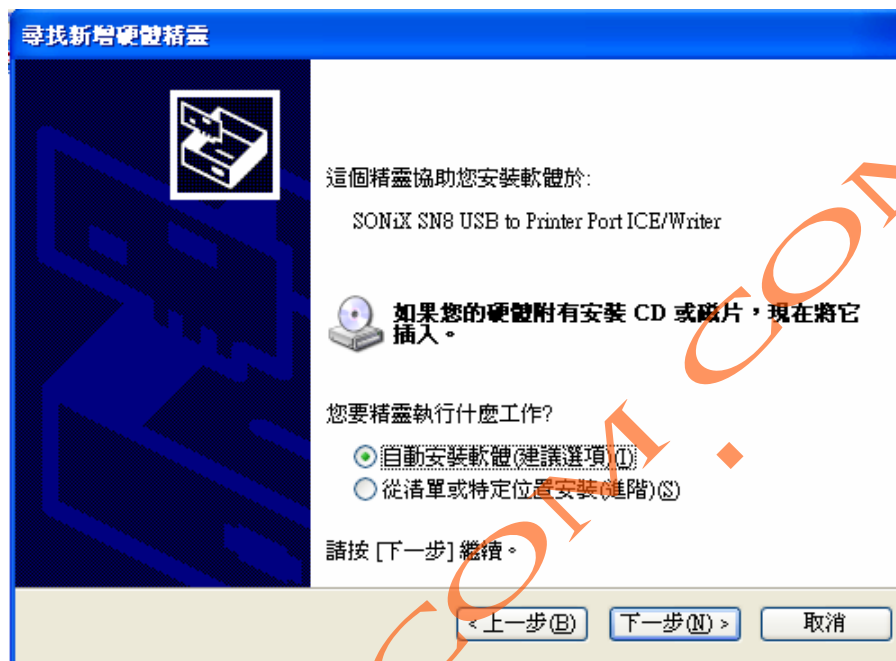 尋找新增硬體精靈
這個精靈協助您安裝軟體於:
SONiX SN8 USB to Printer Port ICE/Writer
如果您的硬體附有安裝 CD 或磁片，現在將它
插入。
您要精靈執行什麼工作?
自動安裝軟體(建議選項)(I)
從清單或特定位置安裝(進階)(S)
請按 [下一步] 繼續。
< 上一步(B) 下一步(N) > 取消
COM.CON